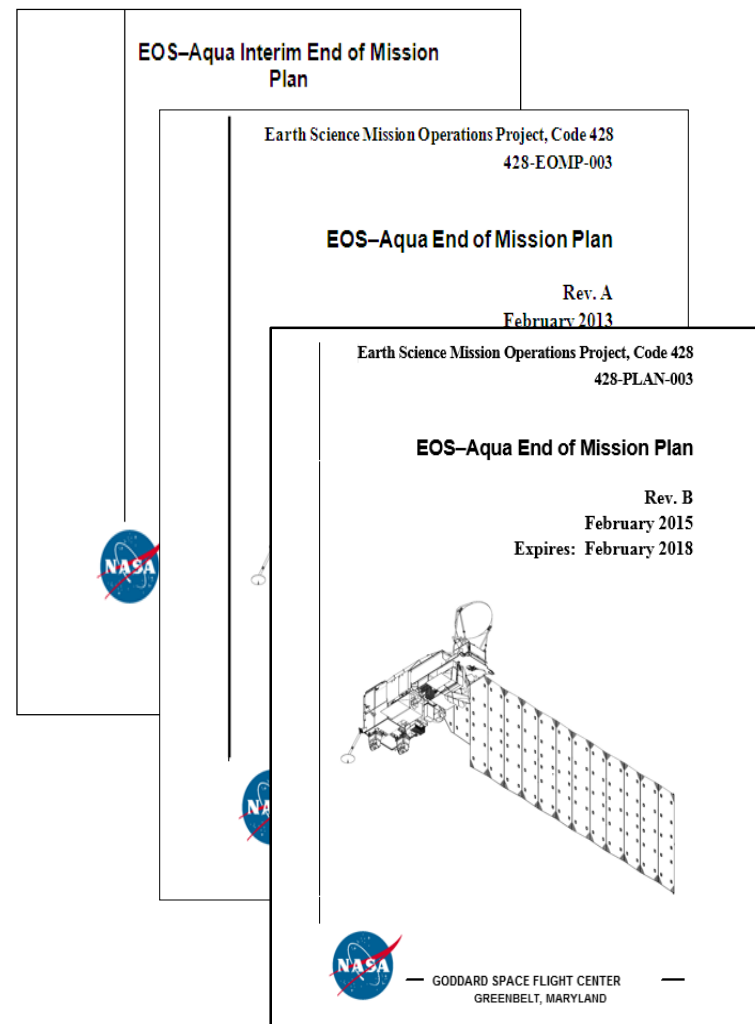 EOS–Aqua Interim End of Mission
Plan
NASA
Earth Science Mission Operations Project, Code 428
428-EOMP-003
EOS–Aqua End of Mission Plan
Rev. A
February 2013
Earth Science Mission Operations Project, Code 428
428-PLAN-003
EOS–Aqua End of Mission Plan
Rev. B
February 2015
Expires: February 2018
NASA
GODDARD SPACE FLIGHT CENTER
GREENBELT, MARYLAND